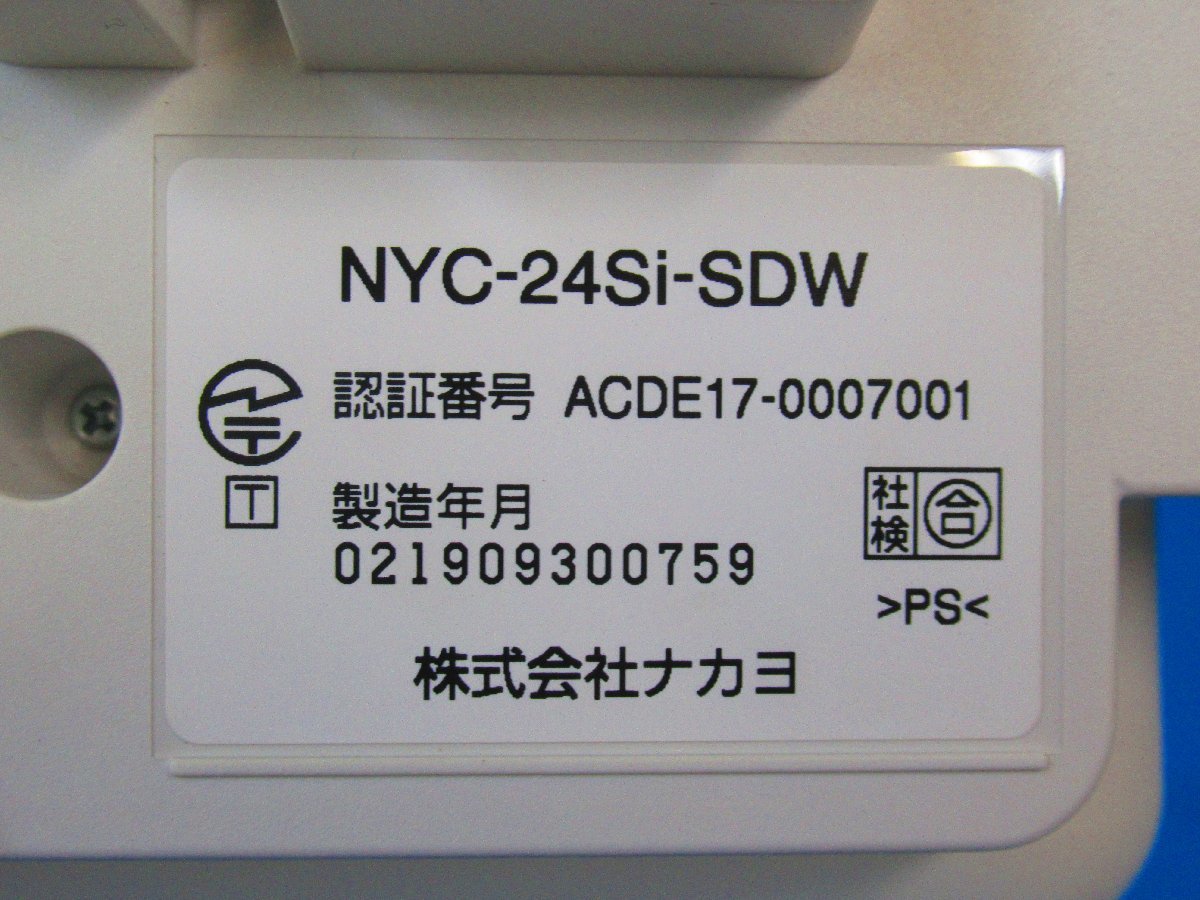 NYC-24Si-SDW
認証番号 ACDE17-0007001
T
製造年月
021909300759
社検 合
>PS<
株式会社ナカヨ